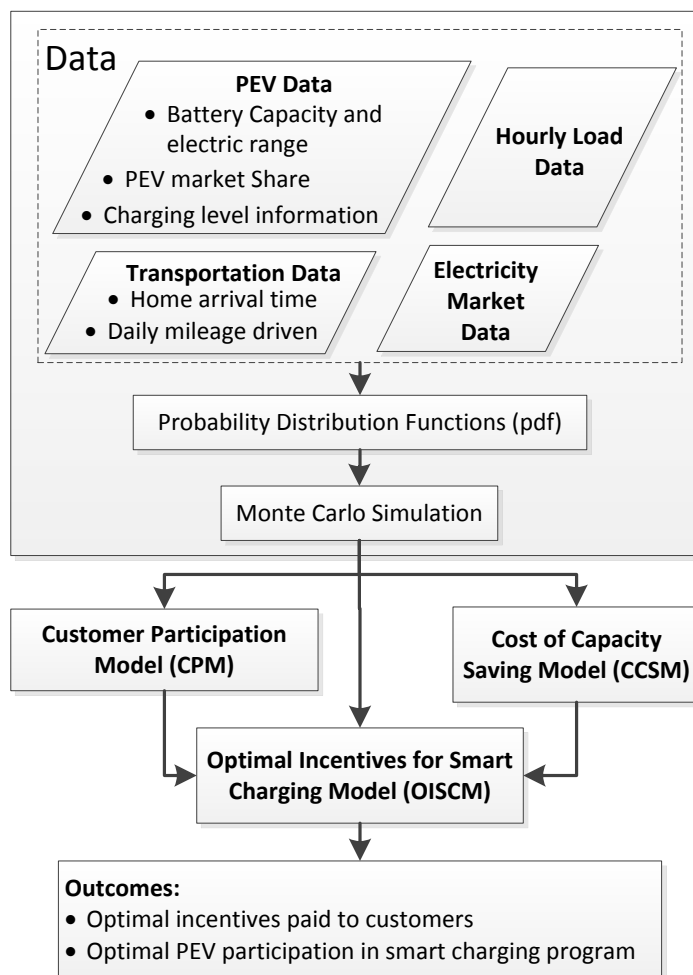 Data
PEV Data
• Battery Capacity and
electric range
• PEV market Share
• Charging level information
Hourly Load
Data
Transportation Data
• Home arrival time
• Daily mileage driven
Electricity
Market
Data
Probability Distribution Functions (pdf)
Monte Carlo Simulation
Customer Participation
Model (CPM)
Cost of Capacity
Saving Model (CCSM)
Optimal Incentives for Smart
Charging Model (OISCM)
Outcomes:
• Optimal incentives paid to customers
• Optimal PEV participation in smart charging program